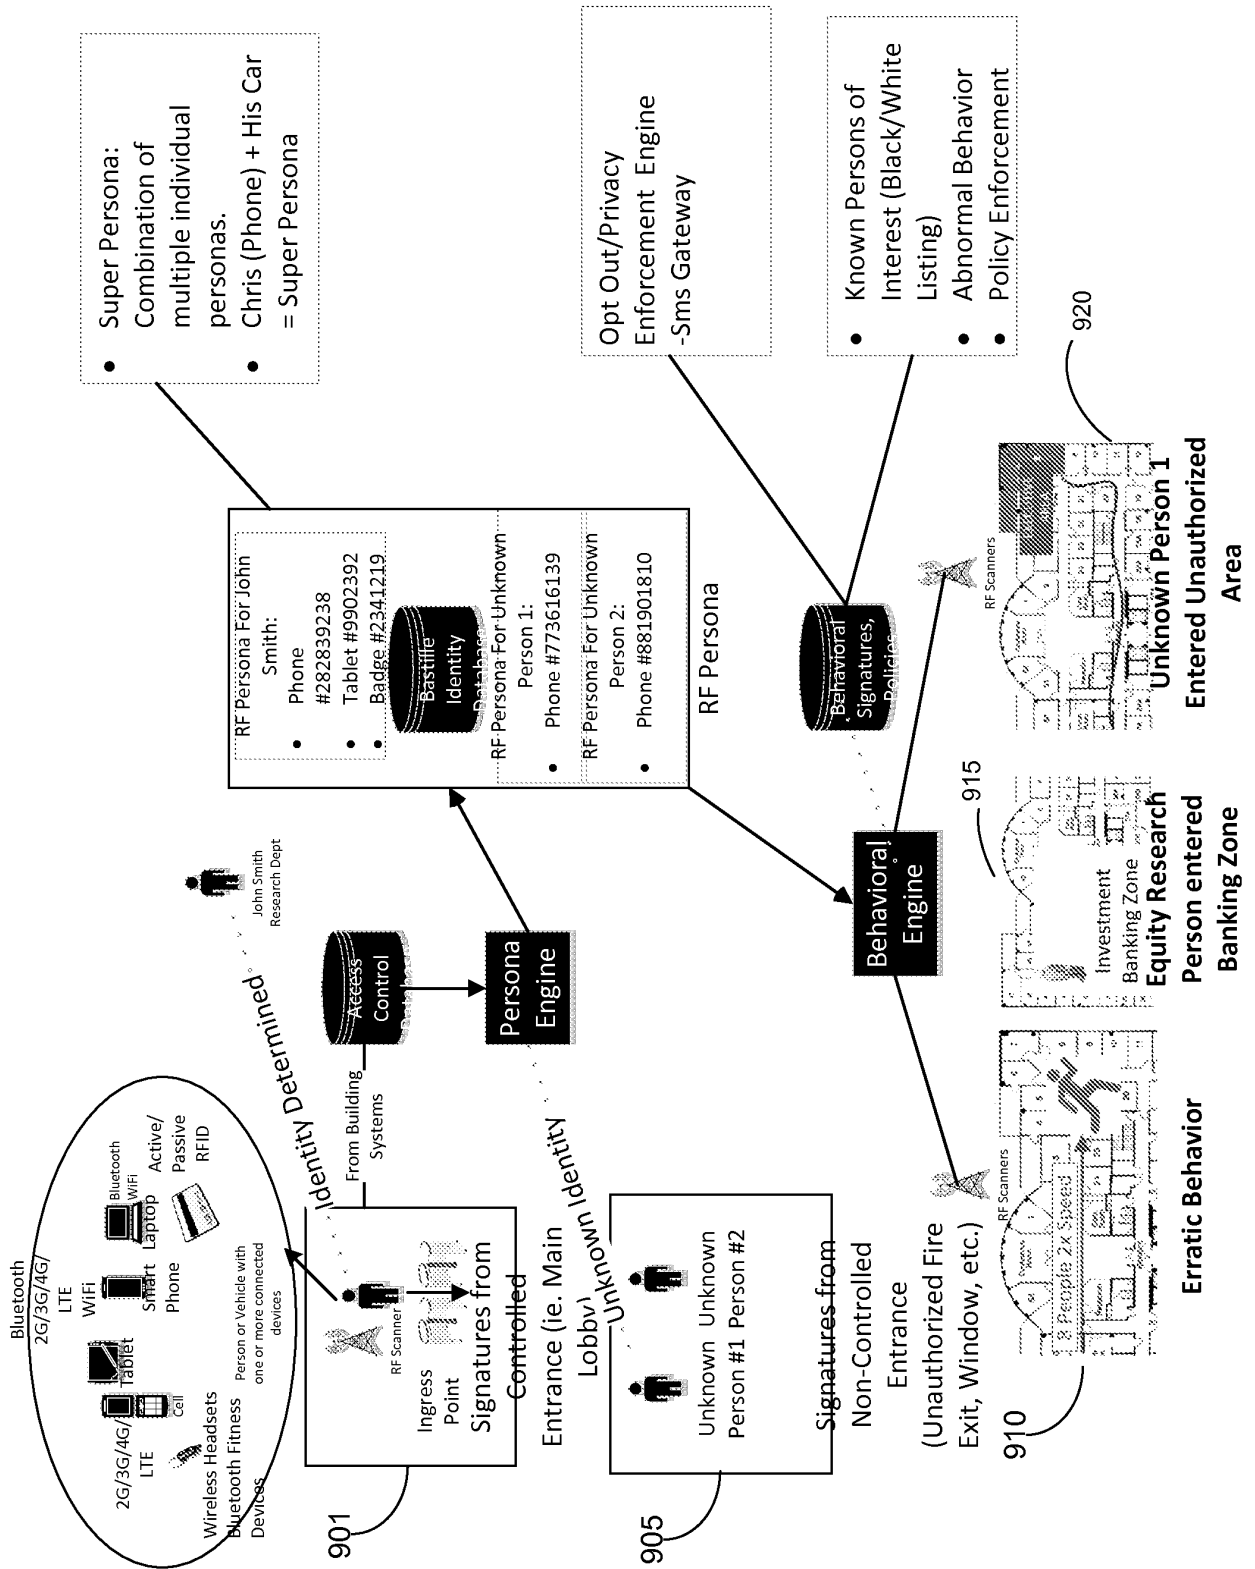 Bluetooth
2G/3G/4G/
LTE
WiFi
2G/3G/4G/
LTE
Cell
Tablet
Smart
Phone
Laptop
Bluetooth
WiFi
Active/
Passive
RFID
Wireless Headsets
Bluetooth Fitness
Devices
Person or Vehicle with
one or more connected
devices
901
RF Scanner
Ingress
Point
Signatures from
Controlled
Entrance (ie. Main
Lobby)
Identity Determined
John Smith
Research Dept
From Building
Systems
Access
Control
Persona
Engine
Unknown Identity
905
Unknown
Person #1
Unknown
Person #2
Signatures from
Non-Controlled
Entrance
(Unauthorized Fire
Exit, Window, etc.)
RF Persona For John
Smith:
• Phone
#282839238
• Tablet #9902392
• Badge #2341219
Bastille
Identity
Database
RF Persona For Unknown
Person 1:
• Phone #773616139
RF Persona For Unknown
Person 2:
• Phone #881901810
RF Persona
• Super Persona:
Combination of
multiple individual
personas.
• Chris (Phone) + His Car
= Super Persona
Opt Out/Privacy
Enforcement Engine
-Sms Gateway
• Known Persons of
Interest (Black/White
Listing)
• Abnormal Behavior
• Policy Enforcement
Behavioral
Signatures,
Policies
Behavioral
Engine
910
RF Scanners
2 People 2x Speed
Erratic Behavior
915
Investment
Banking Zone
Equity Research
Person entered
Banking Zone
920
RF Scanners
Unknown Person 1
Entered Unauthorized
Area